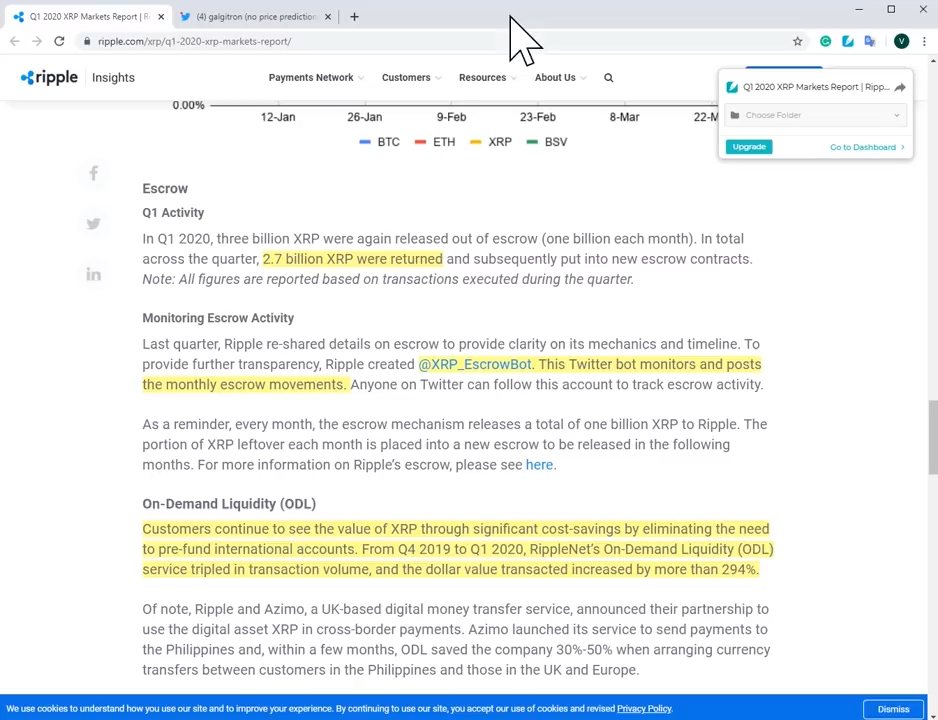 Q1 2020 XRP Markets Report | R
(4) galgitron (no price prediction
ripple.com/xrp/q1-2020-xrp-markets-report/
V
ripple Insights
Payments Network Customers Resources About Us
Q1 2020 XRP Markets Report | Ripp...
Choose Folder
Upgrade Go to Dashboard
0.00%
12-Jan 26-Jan 9-Feb 23-Feb 8-Mar 22-M
BTC ETH XRP BSV
Escrow
Q1 Activity
In Q1 2020, three billion XRP were again released out of escrow (one billion each month). In total
across the quarter, 2.7 billion XRP were returned and subsequently put into new escrow contracts.
Note: All figures are reported based on transactions executed during the quarter.
Monitoring Escrow Activity
Last quarter, Ripple re-shared details on escrow to provide clarity on its mechanics and timeline. To
provide further transparency, Ripple created @XRP_EscrowBot. This Twitter bot monitors and posts
the monthly escrow movements. Anyone on Twitter can follow this account to track escrow activity.
As a reminder, every month, the escrow mechanism releases a total of one billion XRP to Ripple. The
portion of XRP leftover each month is placed into a new escrow to be released in the following
months. For more information on Ripple's escrow, please see here.
On-Demand Liquidity (ODL)
Customers continue to see the value of XRP through significant cost-savings by eliminating the need
to pre-fund international accounts. From Q4 2019 to Q1 2020, RippleNet's On-Demand Liquidity (ODL)
service tripled in transaction volume, and the dollar value transacted increased by more than 294%.
Of note, Ripple and Azimo, a UK-based digital money transfer service, announced their partnership to
use the digital asset XRP in cross-border payments. Azimo launched its service to send payments to
the Philippines and, within a few months, ODL saved the company 30%-50% when arranging currency
transfers between customers in the Philippines and those in the UK and Europe.
We use cookies to understand how you use our site and to improve your experience. By continuing to use our site, you accept our use of cookies and revised Privacy Policy.
Dismiss